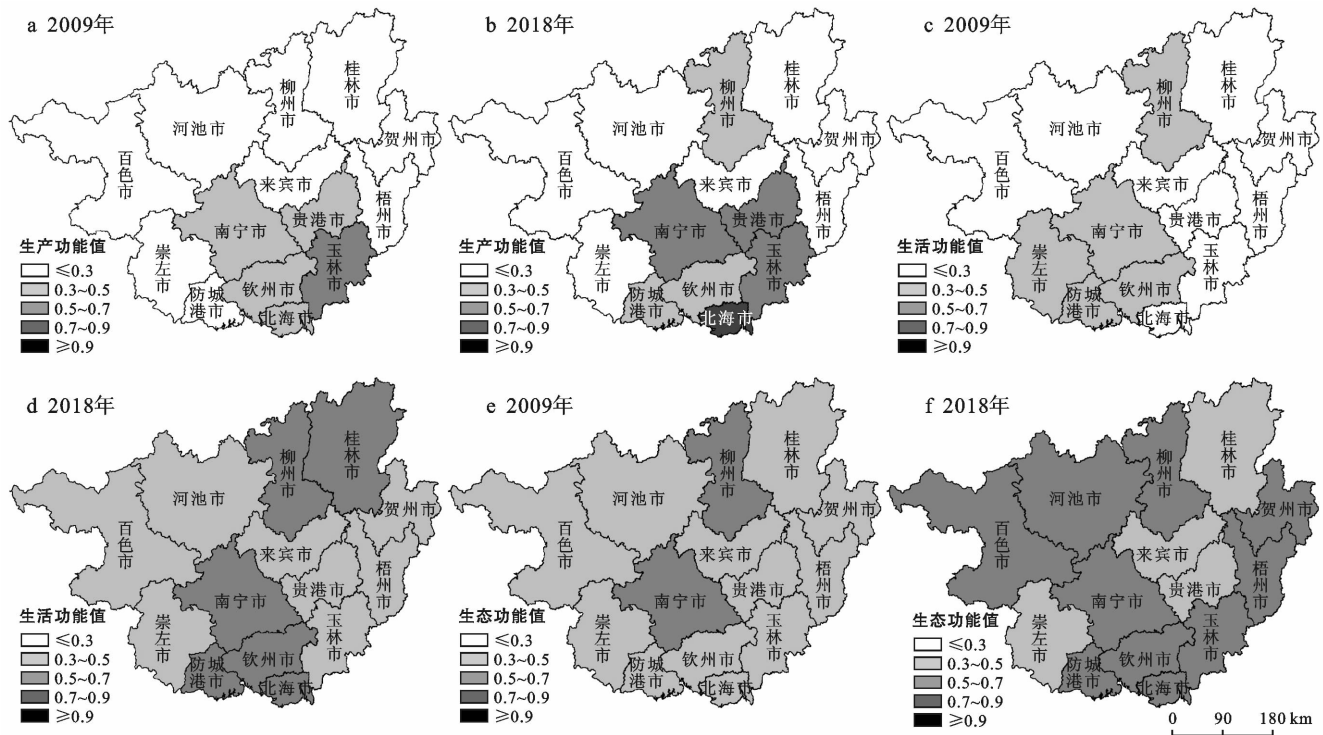 a 2009年
桂林市
柳州市
河池市
贺州市
百色市
来宾市
梧州市
贵港市
南宁市
玉林市
崇左市
钦州市
防城港市
北海市
生产功能值
≤0.3
0.3~0.5
0.5~0.7
0.7~0.9
≥0.9
b 2018年
桂林市
柳州市
河池市
贺州市
百色市
来宾市
梧州市
贵港市
南宁市
玉林市
崇左市
钦州市
防城港市
北海市
生产功能值
≤0.3
0.3~0.5
0.5~0.7
0.7~0.9
≥0.9
c 2009年
桂林市
柳州市
河池市
贺州市
百色市
来宾市
梧州市
贵港市
南宁市
玉林市
崇左市
钦州市
防城港市
北海市
生活功能值
≤0.3
0.3~0.5
0.5~0.7
0.7~0.9
≥0.9
d 2018年
桂林市
柳州市
河池市
贺州市
百色市
来宾市
梧州市
贵港市
南宁市
玉林市
崇左市
钦州市
防城港市
北海市
生活功能值
≤0.3
0.3~0.5
0.5~0.7
0.7~0.9
≥0.9
e 2009年
桂林市
柳州市
河池市
贺州市
百色市
来宾市
梧州市
贵港市
南宁市
玉林市
崇左市
钦州市
防城港市
北海市
生态功能值
≤0.3
0.3~0.5
0.5~0.7
0.7~0.9
≥0.9
f 2018年
桂林市
柳州市
河池市
贺州市
百色市
来宾市
梧州市
贵港市
南宁市
玉林市
崇左市
钦州市
防城港市
北海市
生态功能值
≤0.3
0.3~0.5
0.5~0.7
0.7~0.9
≥0.9
0 90 180 km